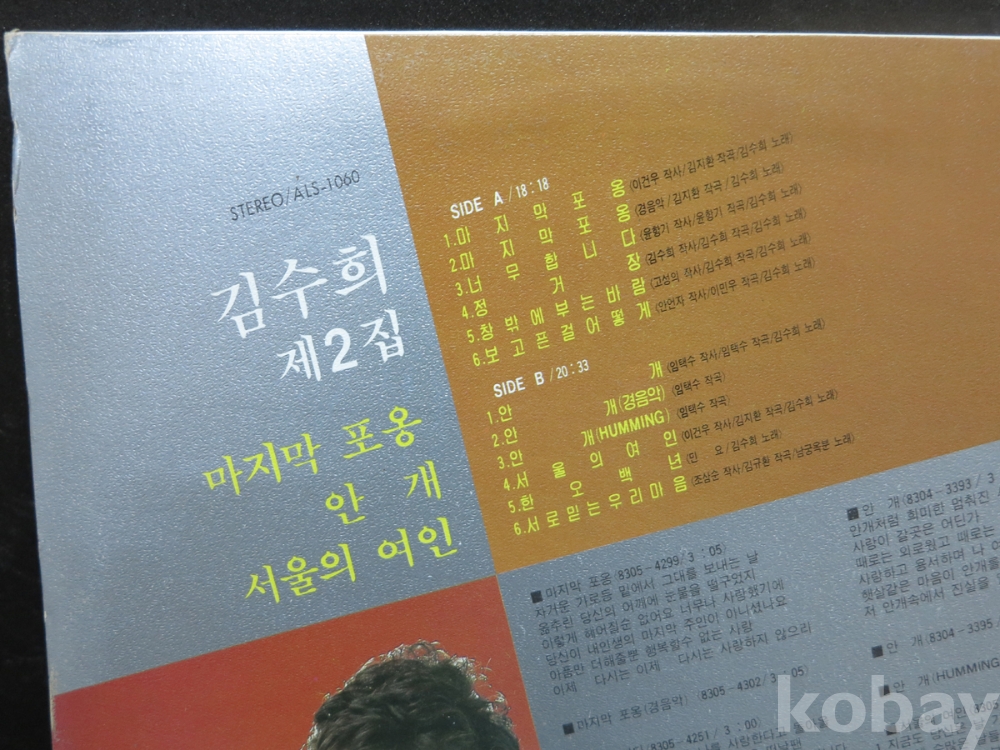 STEREO/ALS-1060
김수희
제2집
마지막 포옹
안 개
서울의 여인
SIDE A /18:18
1.마 지 막 포 옹 (이건우 작사/김지환 작곡/김수희 노래)
2.마 지 막 포 옹 (경음악/김지환 작곡/김수희 노래)
3.너 무 합 니 다 (윤항기 작사/윤항기 작곡/김수희 노래)
4.정 거 장 (김수희 작사/김수희 작곡/김수희 노래)
5.창밖에부는바람 (고성의 작사/김수희 작곡/김수희 노래)
6.보고픈걸어떻게 (안언자 작사/이민우 작곡/김수희 노래)
SIDE B /20:33
1.안 개 (임택수 작사/임택수 작곡/김수희 노래)
2.안 개(경음악) (임택수 작곡)
3.안 개(HUMMING) (임택수 작곡)
4.서 울 의 여 인 (이건우 작사/김지환 작곡/김수희 노래)
5.한 오 백 년 (민 요/김수희 노래)
6.서로믿는우리마음 (조삼순 작사/김규환 작곡/남궁옥분 노래)
■마지막 포옹 (8305-4299/3:05)
차거운 가로등 밑에서 그대를 보내는 날
움추린 당신의 어깨에 눈물을 떨구었지
이렇게 헤어질순 없어요 너무나 사랑했기에
당신이 내인생의 마지막 주인이 아니셨나요
아픔만 더해줄뿐 행복할수 없는 사랑
이제 다시는 이제 다시는 사랑하지 않으리
■마지막 포옹(경음악) (8305-4302/3:05)
4251/3:00)
■안 개(8304-3393/3
안개처럼 희미한 멈춰진
사랑이 갈곳은 어딘가
때로는 외로웠고 때로는
사랑하고 용서하며 나 아
햇살같은 마음이 안개를
저 안개속에서 진실을
■안 개(8304-3395
■안 개(HUMMING
kobay